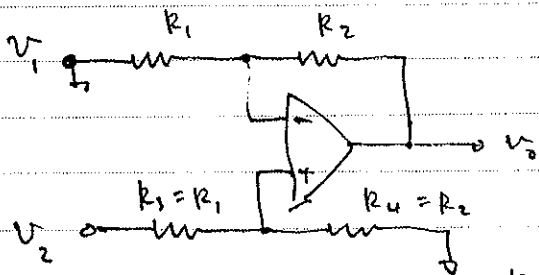 R₁ R₂
v₁
-
+
v₀
R₃ = R₁ R₄ = R₂
v₂